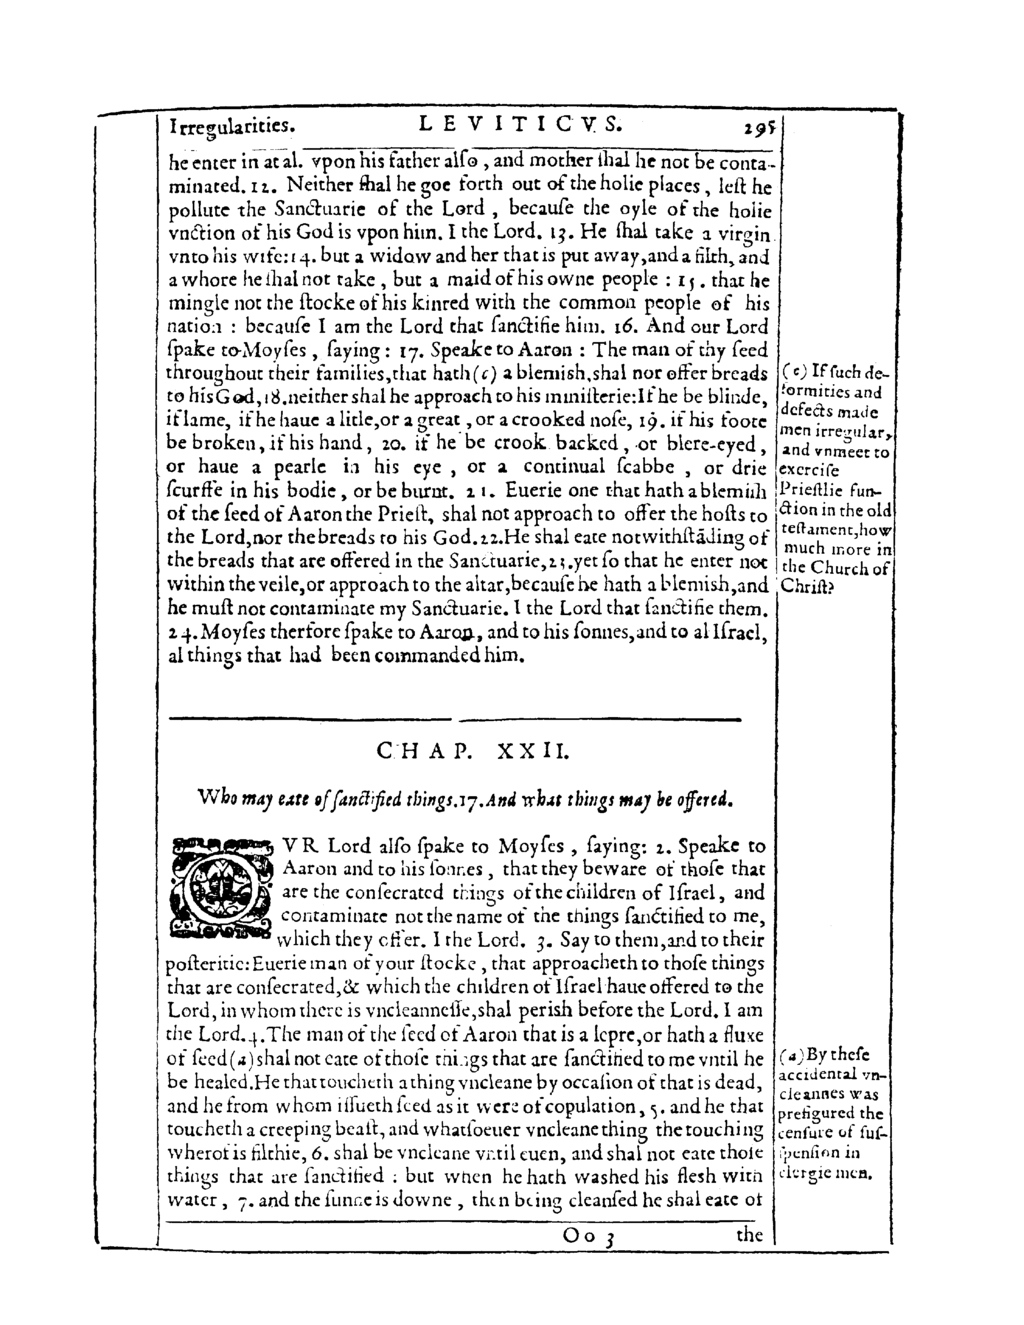 Irregularities. LEVITICVS. 295
he enter in at al. vpon his father alſo, and mother ſhal he not be conta-
minated. 12. Neither ſhal he goe forth out of the holie places, leſt he
pollute the Sanctuarie of the Lord, becauſe the oyle of the holie
vnction of his God is vpon him. I the Lord. 13. He ſhal take a virgin
vnto his wife: 14. but a widow and her that is put away, and a filth, and
a whore he ſhal not take, but a maid of his owne people: 15. that he
mingle not the ſtocke of his kinred with the common people of his
nation: becauſe I am the Lord that ſanctifie him. 16. And our Lord
ſpake to Moyſes, ſaying: 17. Speake to Aaron: The man of thy ſeed
throughout their families, that hath (c) a blemish, shal not offer breads
to his God, 18. neither shal he approach to his miniſterie: If he be blinde,
if lame, if he haue a litle, or a great, or a crooked noſe, 19. if his foote
be broken, if his hand, 20. if he be crook backed, or blere-eyed,
or haue a pearle in his eye, or a continual ſcabbe, or drie
ſcurffe in his bodie, or be burnt. 21. Euerie one that hath a blemish
of the ſeed of Aaron the Prieſt, shal not approach to offer the hoſts to
the Lord, nor the breads to his God. 22. He shal eate notwithſtāding of
the breads that are offered in the Sanctuarie, 23. yet ſo that he enter not
within the veile, or approach to the altar, becauſe he hath a blemish, and
he muſt not contaminate my Sanctuarie. I the Lord that ſanctifie them.
24. Moyſes therfore ſpake to Aaron, and to his ſonnes, and to al Iſrael,
al things that had been commanded him.
(c) If ſuch de-
formities and
defects made
men irregular,
and vnmeet to
exerciſe
Prieſtlie fun-
ction in the old
teſtament, how
much more in
the Church of
Chriſt?
CHAP. XXII.
Who may eate of ſanctified things. 17. And what things may be offered.
OVR Lord alſo ſpake to Moyſes, ſaying: 2. Speake to
Aaron and to his ſonnes, that they beware of thoſe that
are the conſecrated things of the children of Iſrael, and
contaminate not the name of the things ſanctified to me,
which they offer. I the Lord. 3. Say to them, and to their
poſteritie: Euerie man of your ſtocke, that approacheth to thoſe things
that are conſecrated, & which the children of Iſrael haue offered to the
Lord, in whom there is vncleanneſſe, shal perish before the Lord. I am
the Lord. 4. The man of the ſeed of Aaron that is a lepre, or hath a fluxe
of ſeed (a) shal not eate of thoſe things that are ſanctified to me vntil he
be healed. He that toucheth a thing vncleane by occaſion of that is dead,
and he from whom iſſueth ſeed as it were of copulation, 5. and he that
toucheth a creeping beaſt, and whatſoeuer vncleane thing the touching
wherof is filthie, 6. shal be vncleane vntil euen, and shal not eate thoſe
things that are ſanctified: but when he hath washed his flesh with
water, 7. and the ſunne is downe, then being cleanſed he shal eate of
(a) By theſe
accidental vn-
cleannes was
prefigured the
cenſure of ſuſ-
ſpenſion in
clergie men.
Oo 3 the